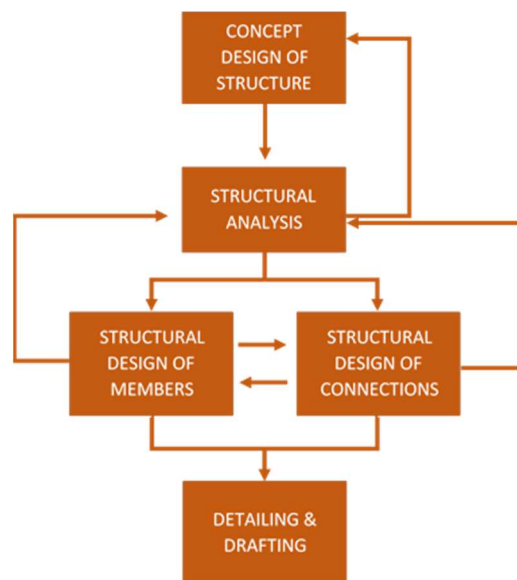 CONCEPT
DESIGN OF
STRUCTURE
STRUCTURAL
ANALYSIS
STRUCTURAL
DESIGN OF
MEMBERS
STRUCTURAL
DESIGN OF
CONNECTIONS
DETAILING &
DRAFTING